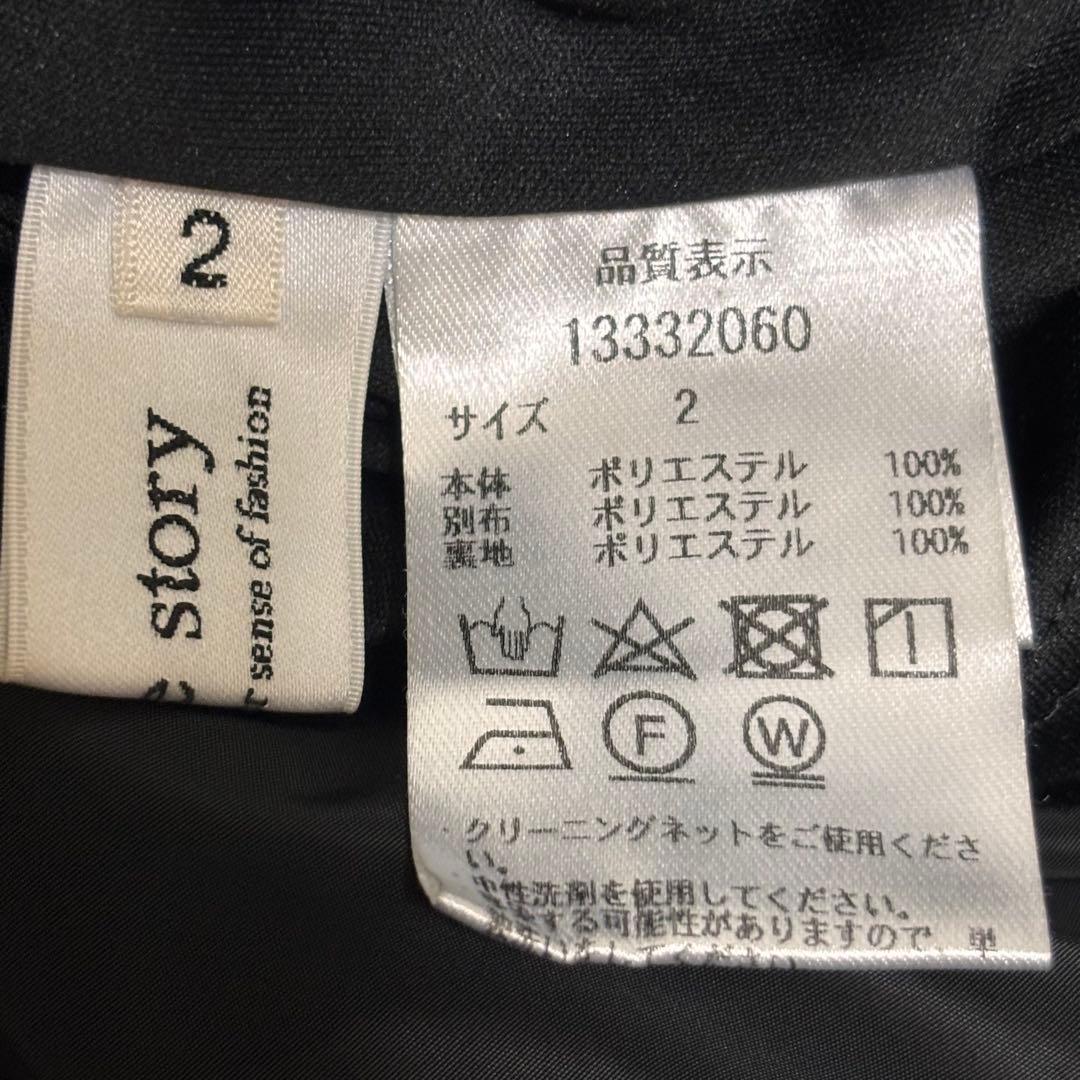 2
story
sense of fashion
品質表示
13332060
サイズ 2
本体 ポリエステル 100%
別布 ポリエステル 100%
裏地 ポリエステル 100%
F
W
クリーニングネットをご使用くださ
い。
中性洗剤を使用してください。
する可能性がありますので、単